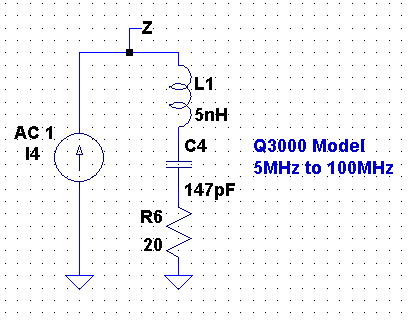 Z
L1
5nH
AC 1
I4
C4
147pF
Q3000 Model
5MHz to 100MHz
R6
20